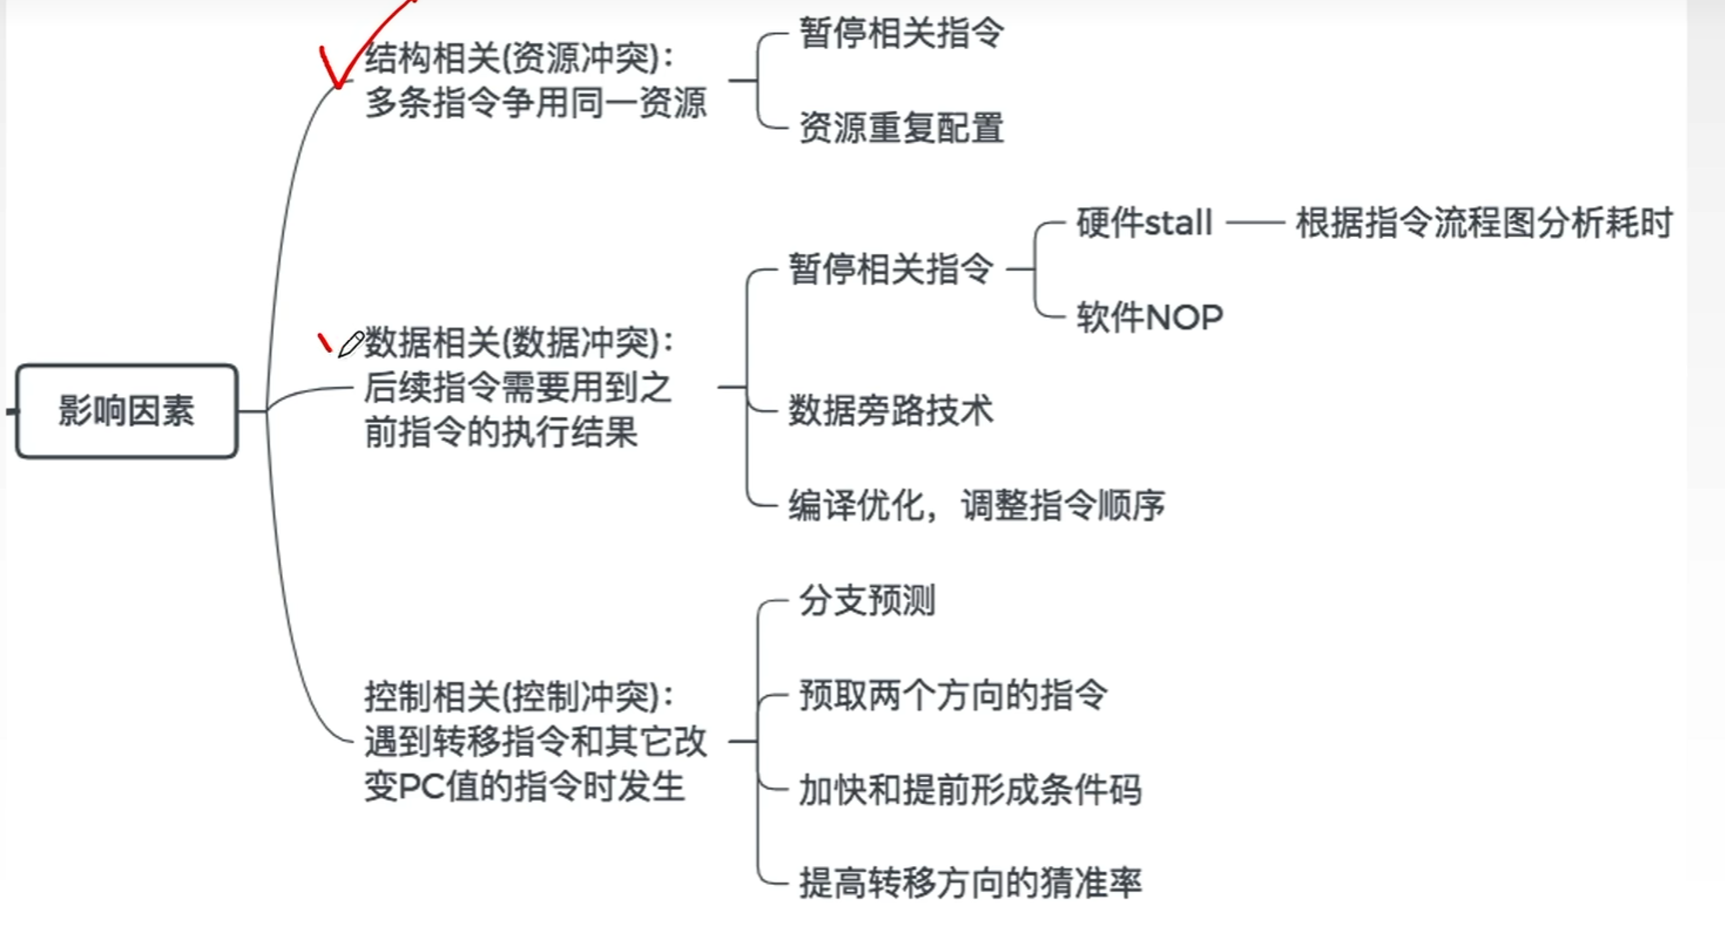 影响因素
结构相关(资源冲突)：
多条指令争用同一资源
暂停相关指令
资源重复配置
数据相关(数据冲突)：
后续指令需要用到之
前指令的执行结果
暂停相关指令
硬件stall
根据指令流程图分析耗时
软件NOP
数据旁路技术
编译优化，调整指令顺序
控制相关(控制冲突)：
遇到转移指令和其它改
变PC值的指令时发生
分支预测
预取两个方向的指令
加快和提前形成条件码
提高转移方向的猜准率